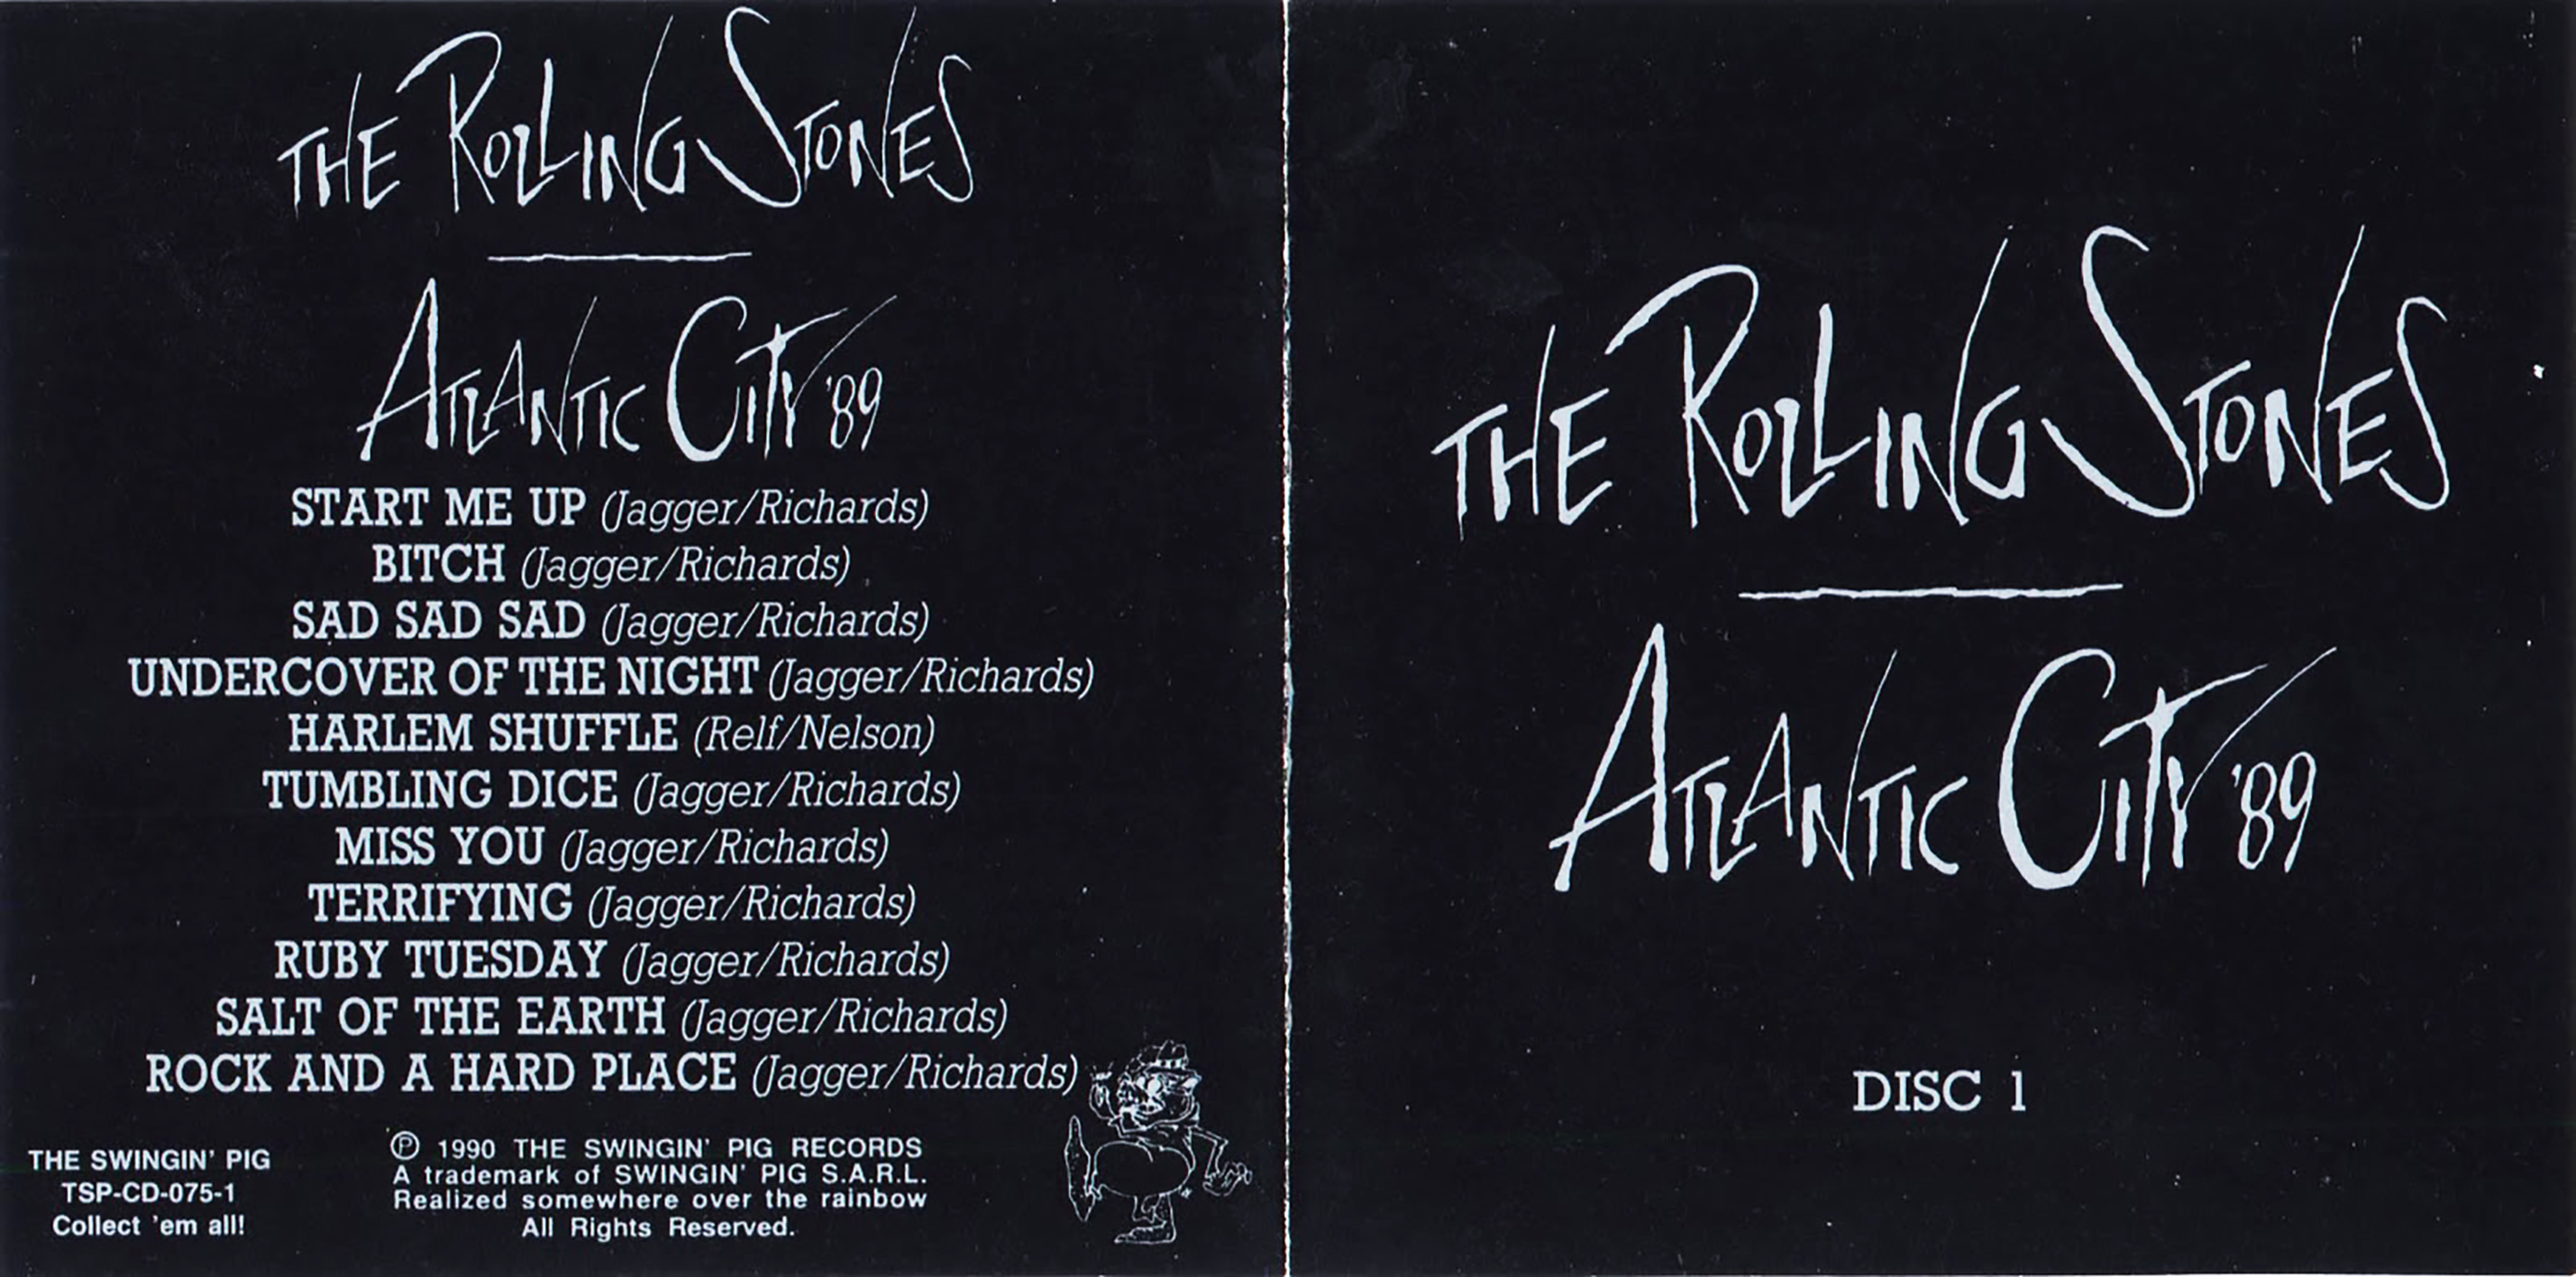 THE ROLLING STONES
ATLANTIC CITY '89
START ME UP (Jagger/Richards)
BITCH (Jagger/Richards)
SAD SAD SAD (Jagger/Richards)
UNDERCOVER OF THE NIGHT (Jagger/Richards)
HARLEM SHUFFLE (Relf/Nelson)
TUMBLING DICE (Jagger/Richards)
MISS YOU (Jagger/Richards)
TERRIFYING (Jagger/Richards)
RUBY TUESDAY (Jagger/Richards)
SALT OF THE EARTH (Jagger/Richards)
ROCK AND A HARD PLACE (Jagger/Richards)
THE SWINGIN' PIG
TSP-CD-075-1
Collect 'em all!
℗ 1990 THE SWINGIN' PIG RECORDS
A trademark of SWINGIN' PIG S.A.R.L.
Realized somewhere over the rainbow
All Rights Reserved.
THE ROLLING STONES
ATLANTIC CITY '89
DISC 1